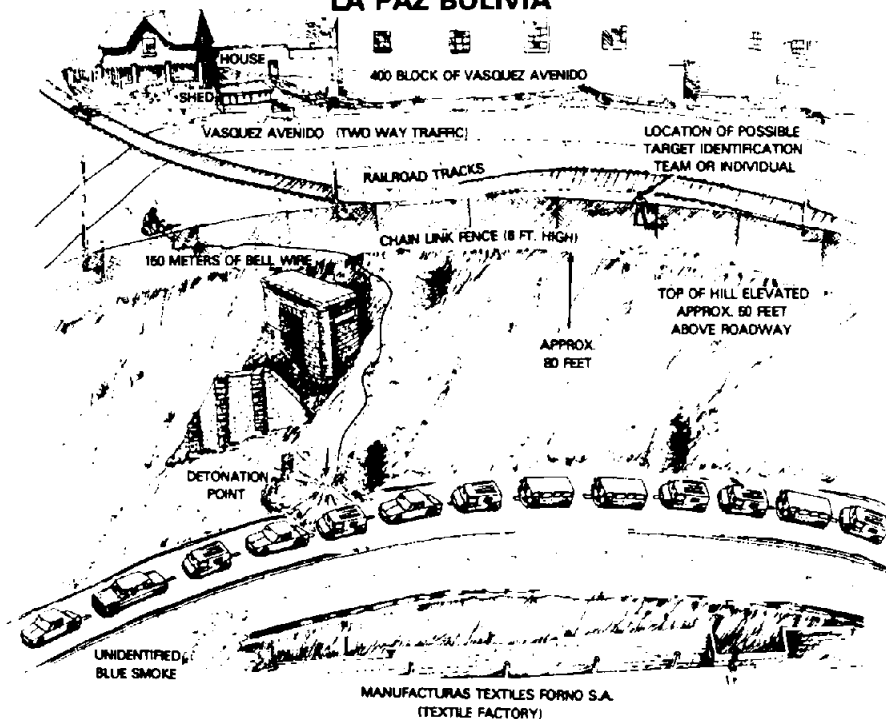 LA PAZ BOLIVIA
HOUSE
400 BLOCK OF VASQUEZ AVENIDO
SHED
VASQUEZ AVENIDO (TWO WAY TRAFFIC)
LOCATION OF POSSIBLE
TARGET IDENTIFICATION
TEAM OR INDIVIDUAL
RAILROAD TRACKS
CHAIN LINK FENCE (8 FT. HIGH)
150 METERS OF BELL WIRE
TOP OF HILL ELEVATED
APPROX. 60 FEET
ABOVE ROADWAY
APPROX.
80 FEET
DETONATION
POINT
UNIDENTIFIED
BLUE SMOKE
MANUFACTURAS TEXTILES FORNO S.A.
(TEXTILE FACTORY)